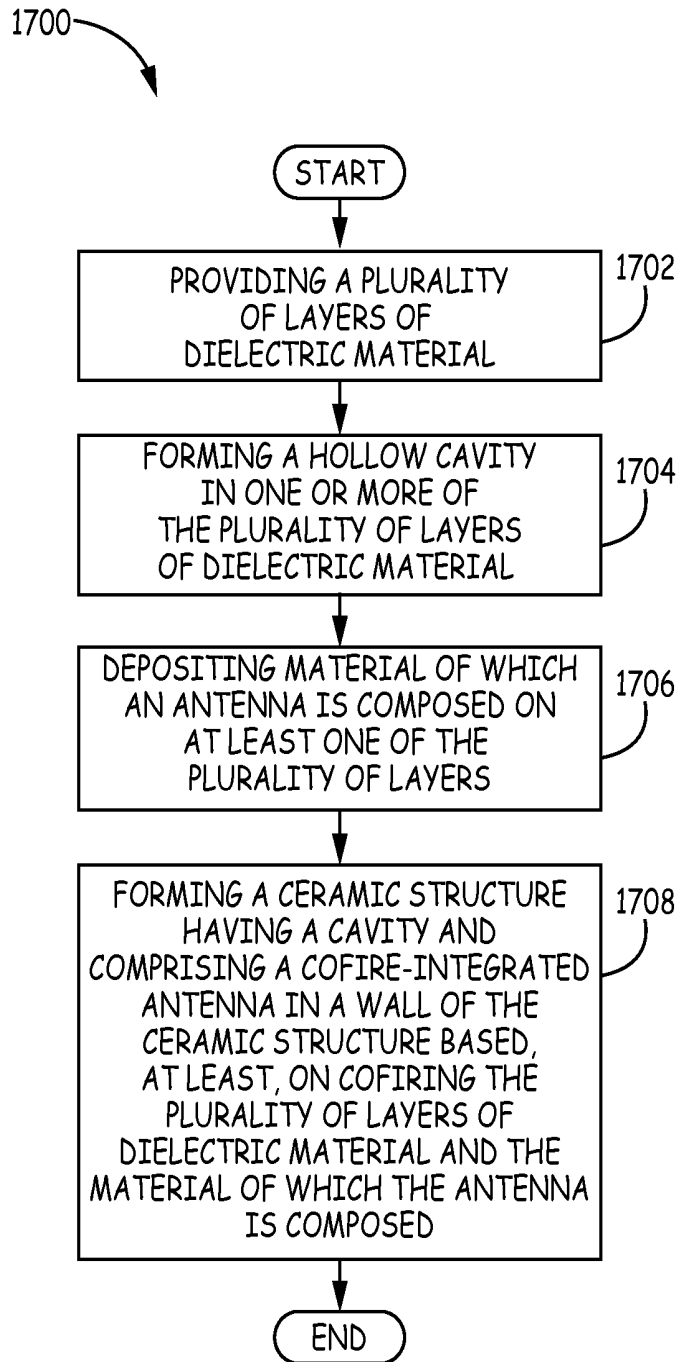 1700
START
PROVIDING A PLURALITY
OF LAYERS OF
DIELECTRIC MATERIAL
1702
FORMING A HOLLOW CAVITY
IN ONE OR MORE OF
THE PLURALITY OF LAYERS
OF DIELECTRIC MATERIAL
1704
DEPOSITING MATERIAL OF WHICH
AN ANTENNA IS COMPOSED ON
AT LEAST ONE OF THE
PLURALITY OF LAYERS
1706
FORMING A CERAMIC STRUCTURE
HAVING A CAVITY AND
COMPRISING A COFIRE-INTEGRATED
ANTENNA IN A WALL OF THE
CERAMIC STRUCTURE BASED,
AT LEAST, ON COFIRING THE
PLURALITY OF LAYERS OF
DIELECTRIC MATERIAL AND THE
MATERIAL OF WHICH THE ANTENNA
IS COMPOSED
1708
END